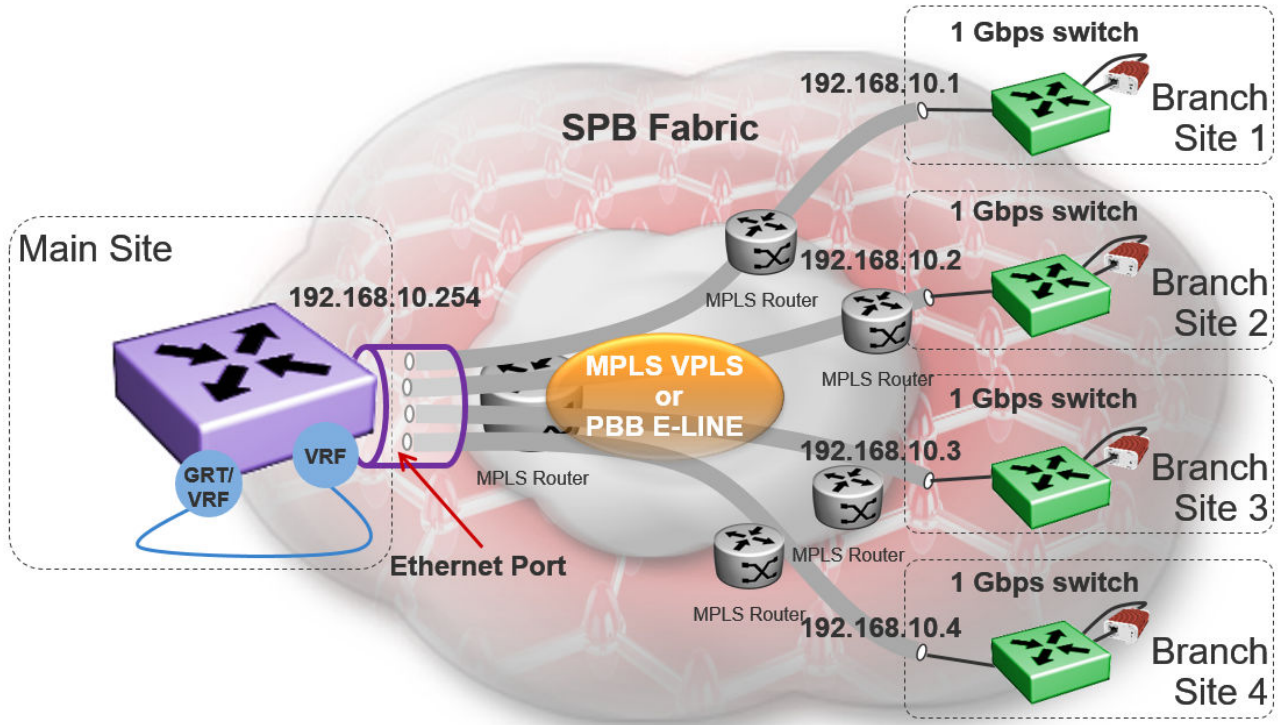 1 Gbps switch
192.168.10.1
Branch
Site 1
SPB Fabric
MPLS Router
1 Gbps switch
192.168.10.2
Branch
Site 2
MPLS Router
Main Site
192.168.10.254
MPLS VPLS
or
PBB E-LINE
MPLS Router
1 Gbps switch
192.168.10.3
Branch
Site 3
MPLS Router
VRF
GRT/
VRF
Ethernet Port
MPLS Router
1 Gbps switch
192.168.10.4
Branch
Site 4